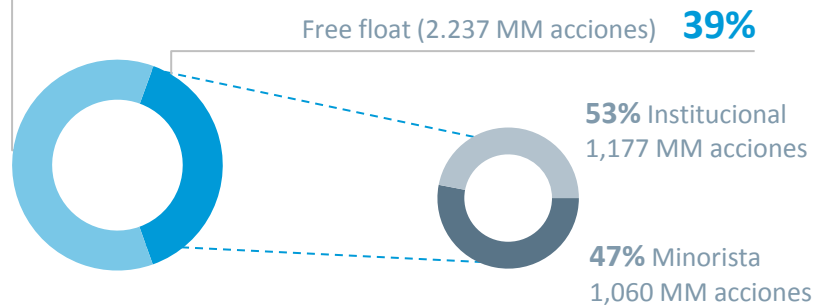 Free float (2.237 MM acciones) 39%
53% Institucional
1,177 MM acciones
47% Minorista
1,060 MM acciones